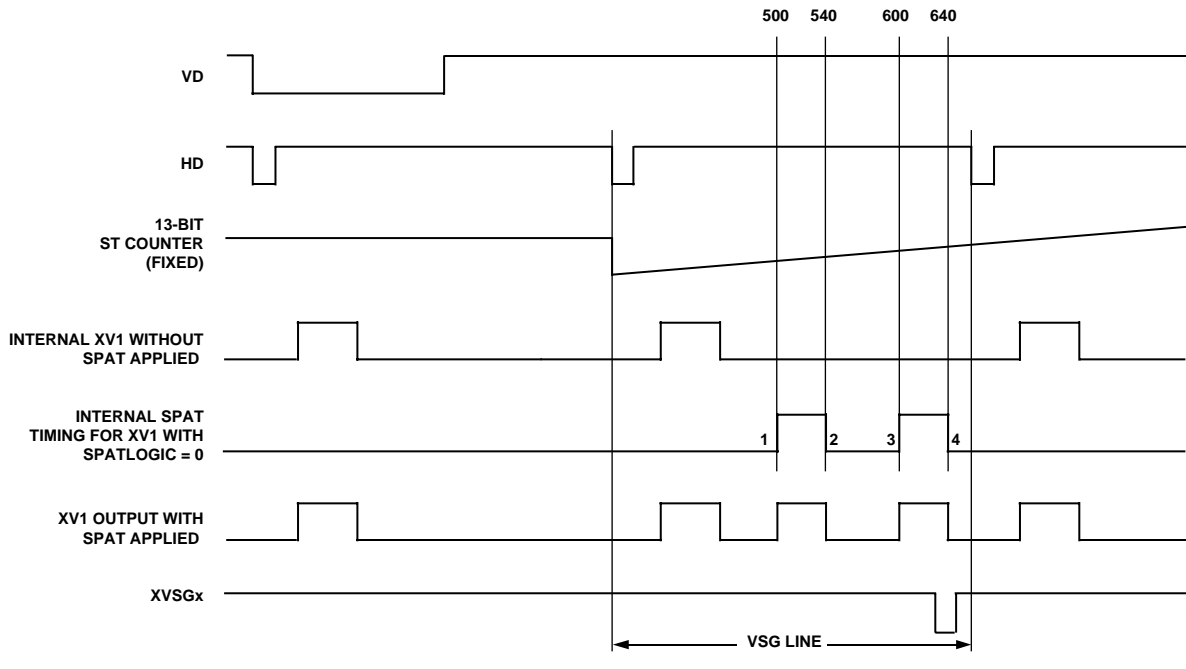 500 540 600 640
VD
HD
13-BIT
ST COUNTER
(FIXED)
INTERNAL XV1 WITHOUT
SPAT APPLIED
INTERNAL SPAT
TIMING FOR XV1 WITH
SPATLOGIC = 0
1 2 3 4
XV1 OUTPUT WITH
SPAT APPLIED
XVSGx
VSG LINE